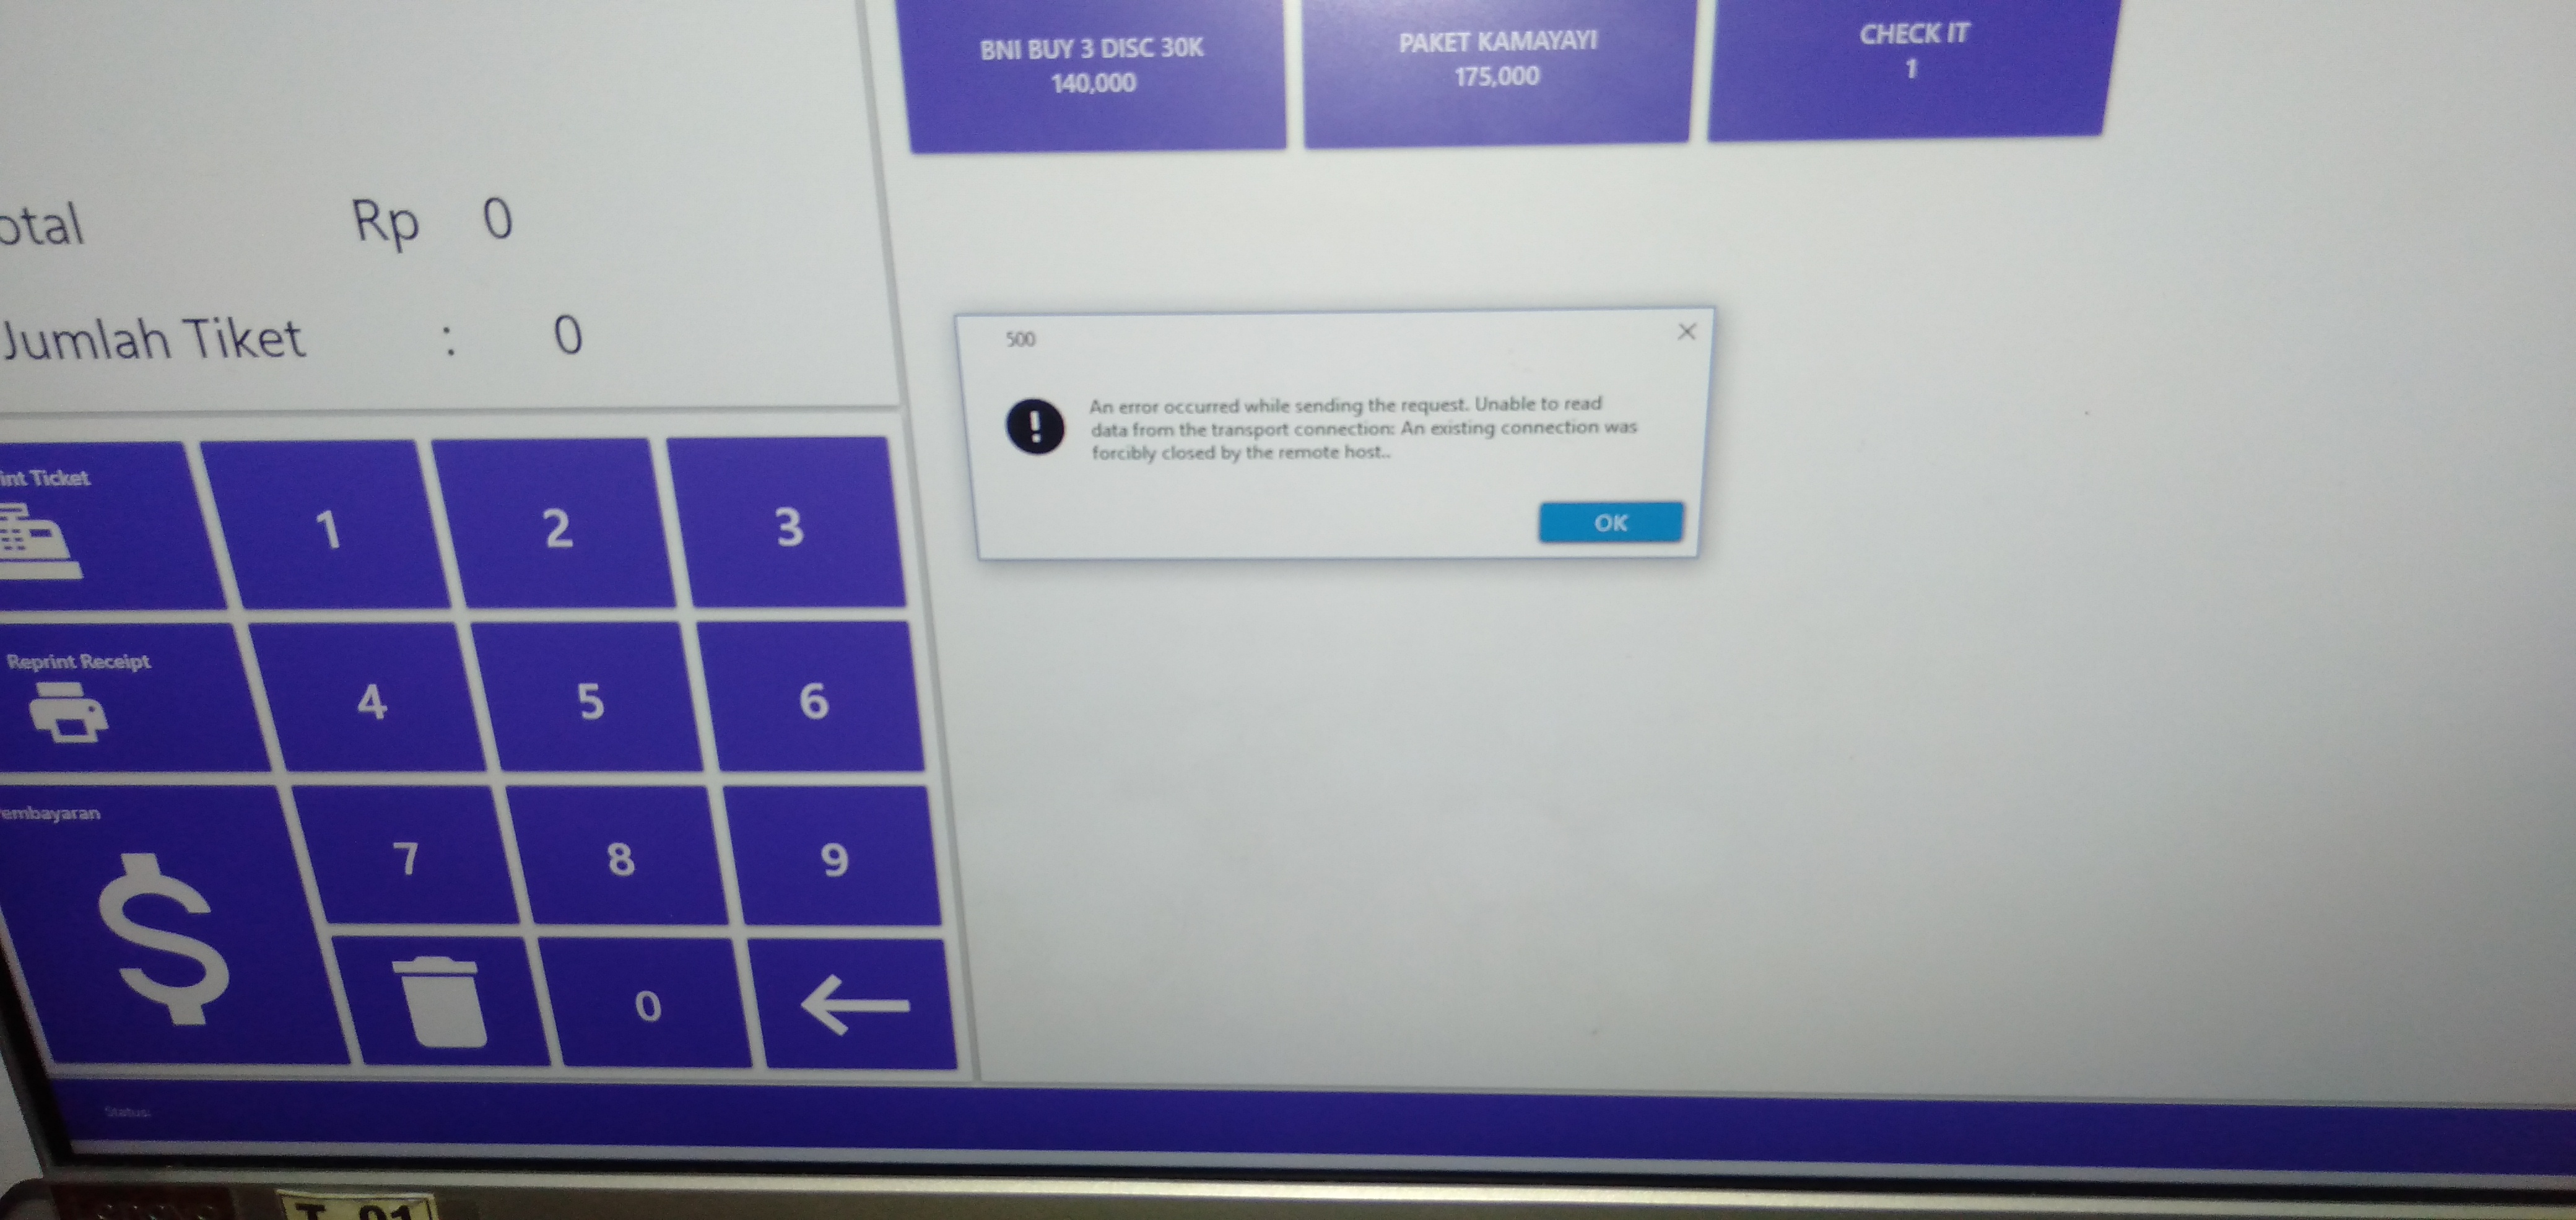 BNI BUY 3 DISC 30K
140,000
PAKET KAMAYAYI
175,000
CHECK IT
1
otal Rp 0
Jumlah Tiket : 0
500
An error occurred while sending the request. Unable to read
data from the transport connection: An existing connection was
forcibly closed by the remote host..
OK
int Ticket
1
2
3
Reprint Receipt
4
5
6
embayaran
7
8
9
0
Status: